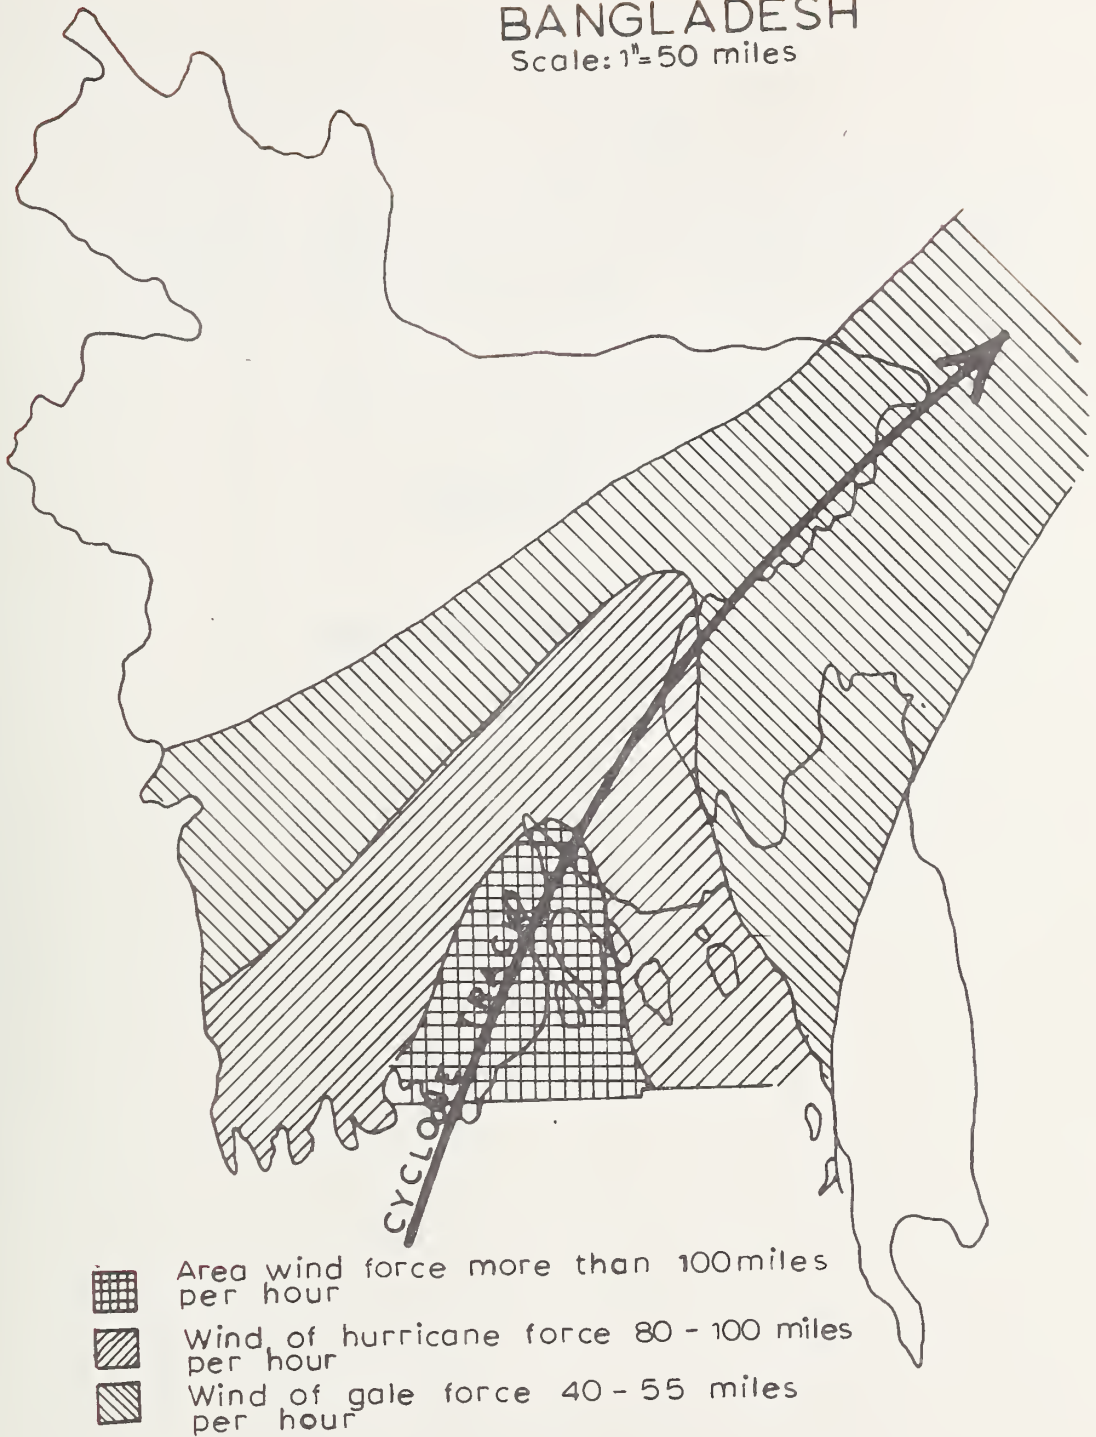 BANGLADESH
Scale: 1"=50 miles
CYCLONE TRACK
Area wind force more than 100miles
per hour
Wind of hurricane force 80 - 100 miles
per hour
Wind of gale force 40 - 55 miles
per hour